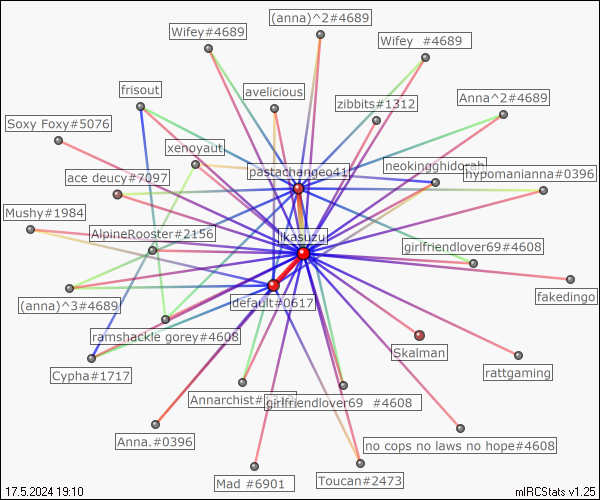 (anna)^2#4689
Wifey#4689
Wifey #4689
frisout
avelicious
zibbits#1312
Anna^2#4689
Soxy Foxy#5076
xenoyaut
pastachangeo41
neokingghidorah
hypomanianna#0396
ace deucy#7097
Mushy#1984
AlpineRooster#2156
ikasuzu
girlfriendlover69#4608
(anna)^3#4689
default#0617
fakedingo
ramshackle gorey#4608
Skalman
Cypha#1717
rattgaming
Annarchist#1312
girlfriendlover69 #4608
Anna.#0396
no cops no laws no hope#4608
Mad #6901
Toucan#2473
17.5.2024 19:10
mIRCStats v1.25